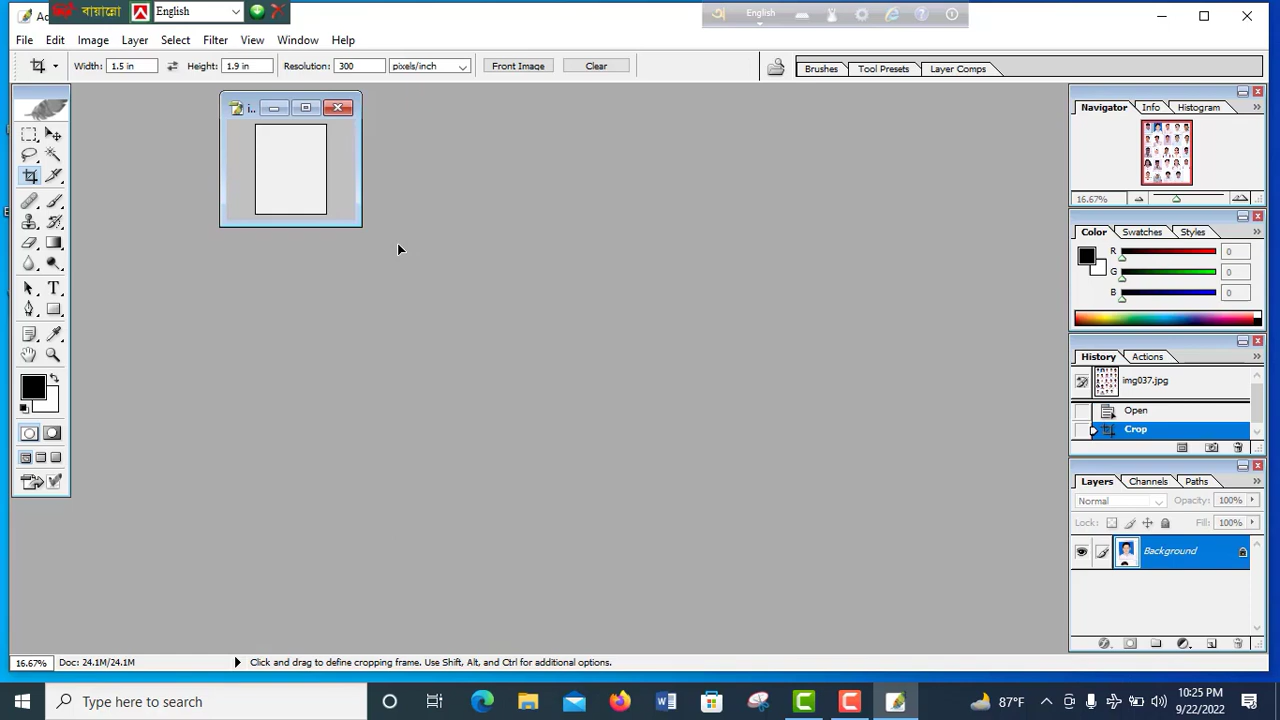 বায়ান্নো English
English
File Edit Image Layer Select Filter View Window Help
Width: 1.5 in Height: 1.9 in Resolution: 300 pixels/inch Front Image Clear Brushes Tool Presets Layer Comps
i..
Navigator Info Histogram
16.67%
Color Swatches Styles
R 0
G 0
B 0
History Actions
img037.jpg
Open
Crop
Layers Channels Paths
Normal Opacity: 100%
Lock: Fill: 100%
Background
16.67% Doc: 24.1M/24.1M Click and drag to define cropping frame. Use Shift, Alt, and Ctrl for additional options.
Type here to search
87°F
10:25 PM
9/22/2022